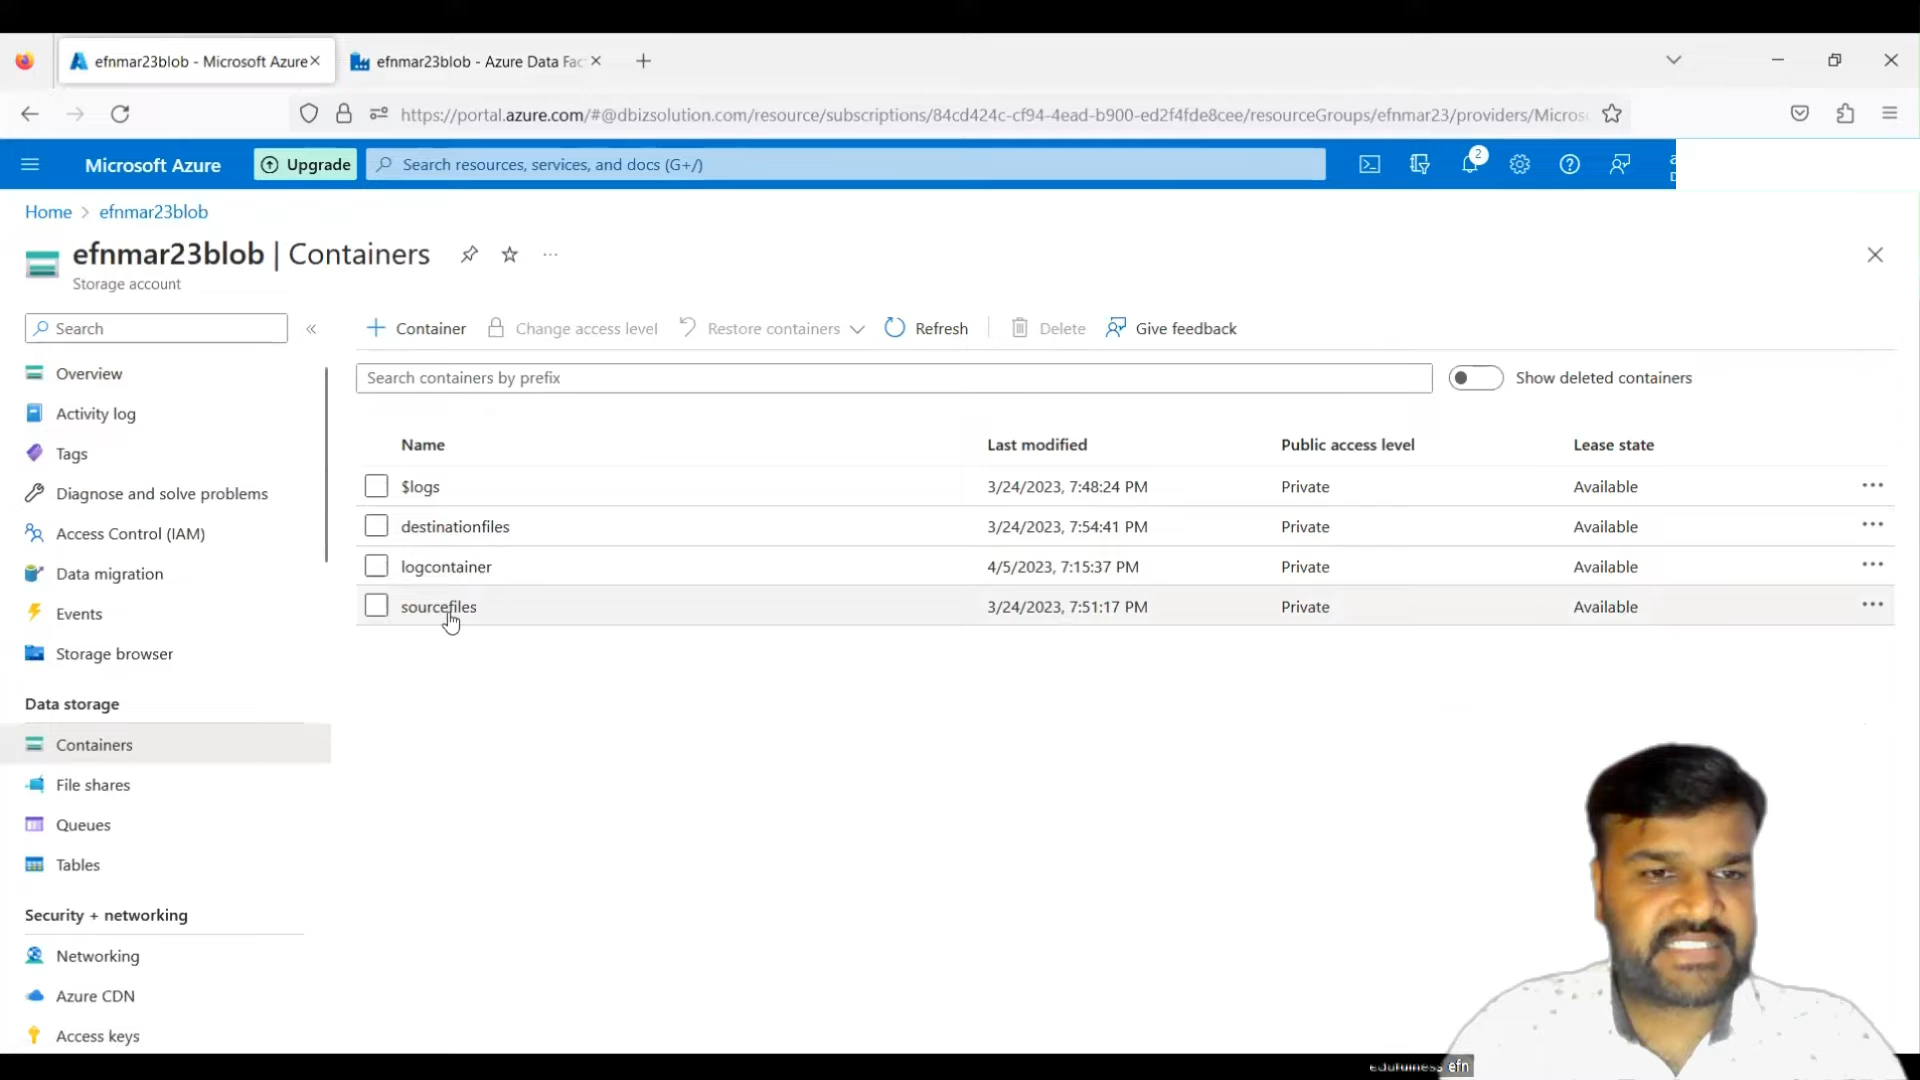 efnmar23blob - Microsoft Azure
efnmar23blob - Azure Data Fac
https://portal.azure.com/#@dbizsolution.com/resource/subscriptions/84cd424c-cf94-4ead-b900-ed2f4fde8cee/resourceGroups/efnmar23/providers/Micros
Microsoft Azure
Upgrade
Search resources, services, and docs (G+/)
2
Home > efnmar23blob
efnmar23blob | Containers
Storage account
Search
Container
Change access level
Restore containers
Refresh
Delete
Give feedback
Search containers by prefix
Show deleted containers
Name Last modified Public access level Lease state
$logs 3/24/2023, 7:48:24 PM Private Available
destinationfiles 3/24/2023, 7:54:41 PM Private Available
logcontainer 4/5/2023, 7:15:37 PM Private Available
sourcefiles 3/24/2023, 7:51:17 PM Private Available
Overview
Activity log
Tags
Diagnose and solve problems
Access Control (IAM)
Data migration
Events
Storage browser
Data storage
Containers
File shares
Queues
Tables
Security + networking
Networking
Azure CDN
Access keys
efn